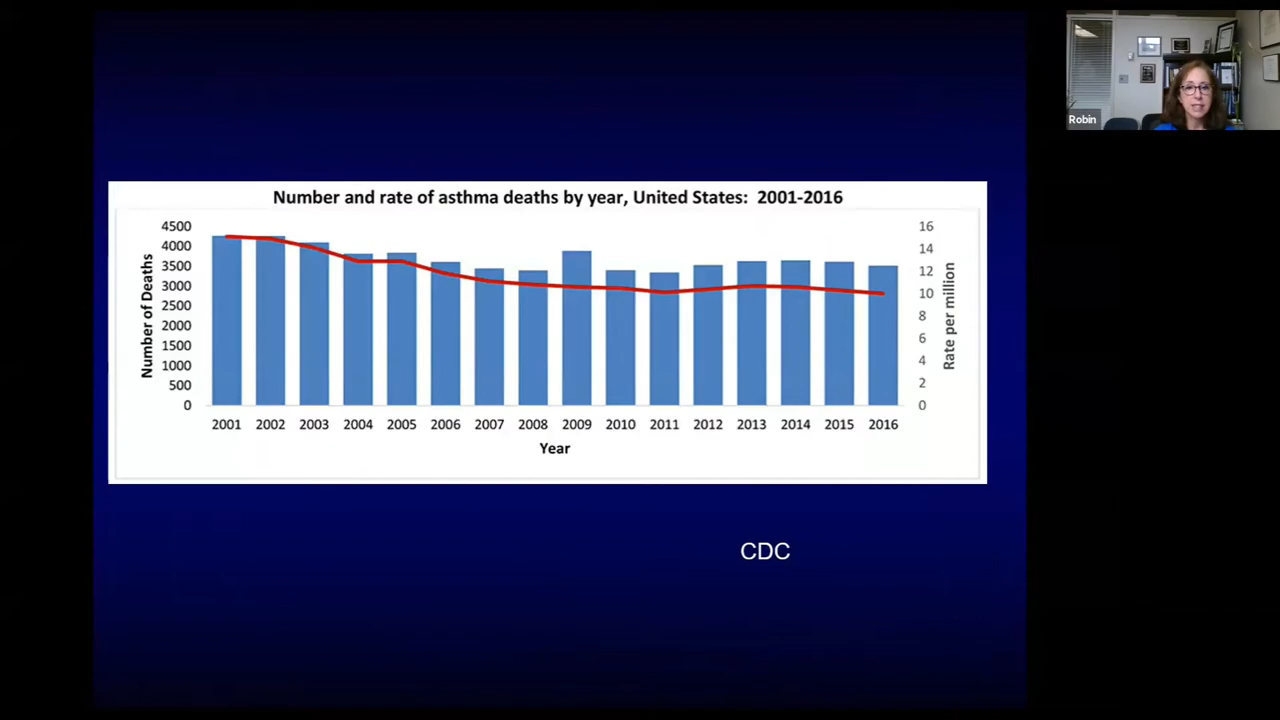 Robin
Number and rate of asthma deaths by year, United States: 2001-2016
Number of Deaths
4500
4000
3500
3000
2500
2000
1500
1000
500
0
16
14
12
10
8
6
4
2
0
Rate per million
2001 2002 2003 2004 2005 2006 2007 2008 2009 2010 2011 2012 2013 2014 2015 2016
Year
CDC